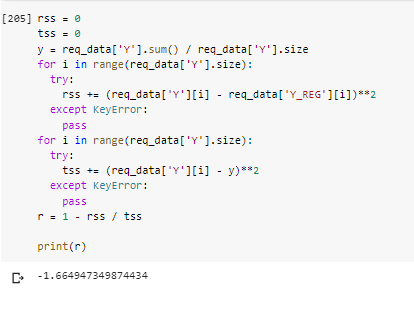 [205] rss = 0
tss = 0
y = req_data['Y'].sum() / req_data['Y'].size
for i in range(req_data['Y'].size):
  try:
    rss += (req_data['Y'][i] - req_data['Y_REG'][i])**2
  except KeyError:
    pass
for i in range(req_data['Y'].size):
  try:
    tss += (req_data['Y'][i] - y)**2
  except KeyError:
    pass
r = 1 - rss / tss
print(r)
-1.664947349874434